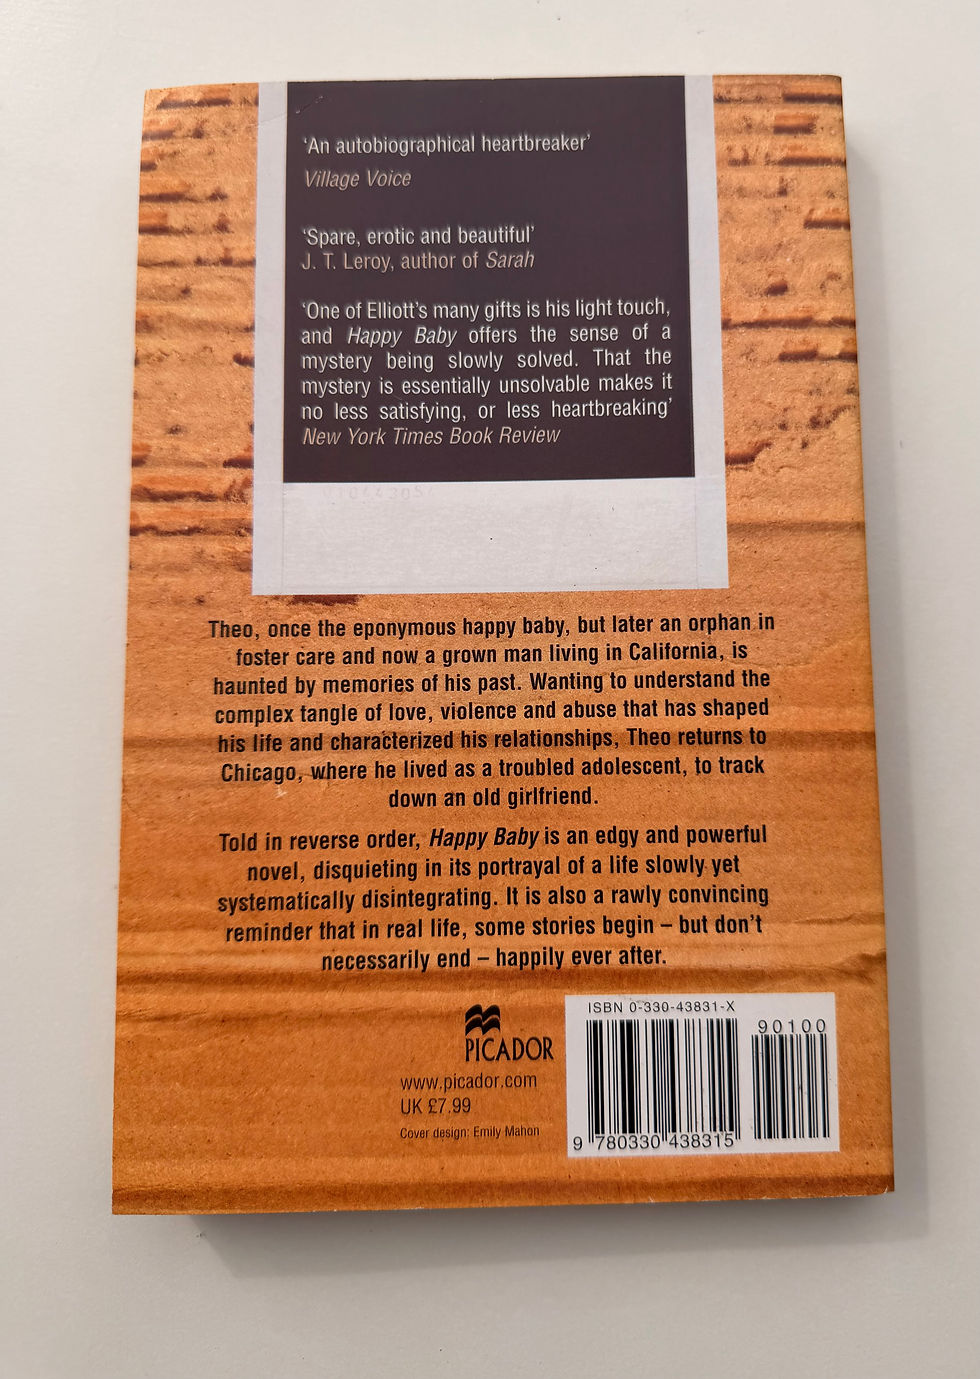 ‘An autobiographical heartbreaker’
Village Voice
‘Spare, erotic and beautiful’
J. T. Leroy, author of Sarah
‘One of Elliott’s many gifts is his light touch,
and Happy Baby offers the sense of a
mystery being slowly solved. That the
mystery is essentially unsolvable makes it
no less satisfying, or less heartbreaking’
New York Times Book Review
Theo, once the eponymous happy baby, but later an orphan in
foster care and now a grown man living in California, is
haunted by memories of his past. Wanting to understand the
complex tangle of love, violence and abuse that has shaped
his life and characterized his relationships, Theo returns to
Chicago, where he lived as a troubled adolescent, to track
down an old girlfriend.
Told in reverse order, Happy Baby is an edgy and powerful
novel, disquieting in its portrayal of a life slowly yet
systematically disintegrating. It is also a rawly convincing
reminder that in real life, some stories begin – but don’t
necessarily end – happily ever after.
PICADOR
www.picador.com
UK £7.99
Cover design: Emily Mahon
ISBN 0-330-43831-X
90100
9 780330 438315